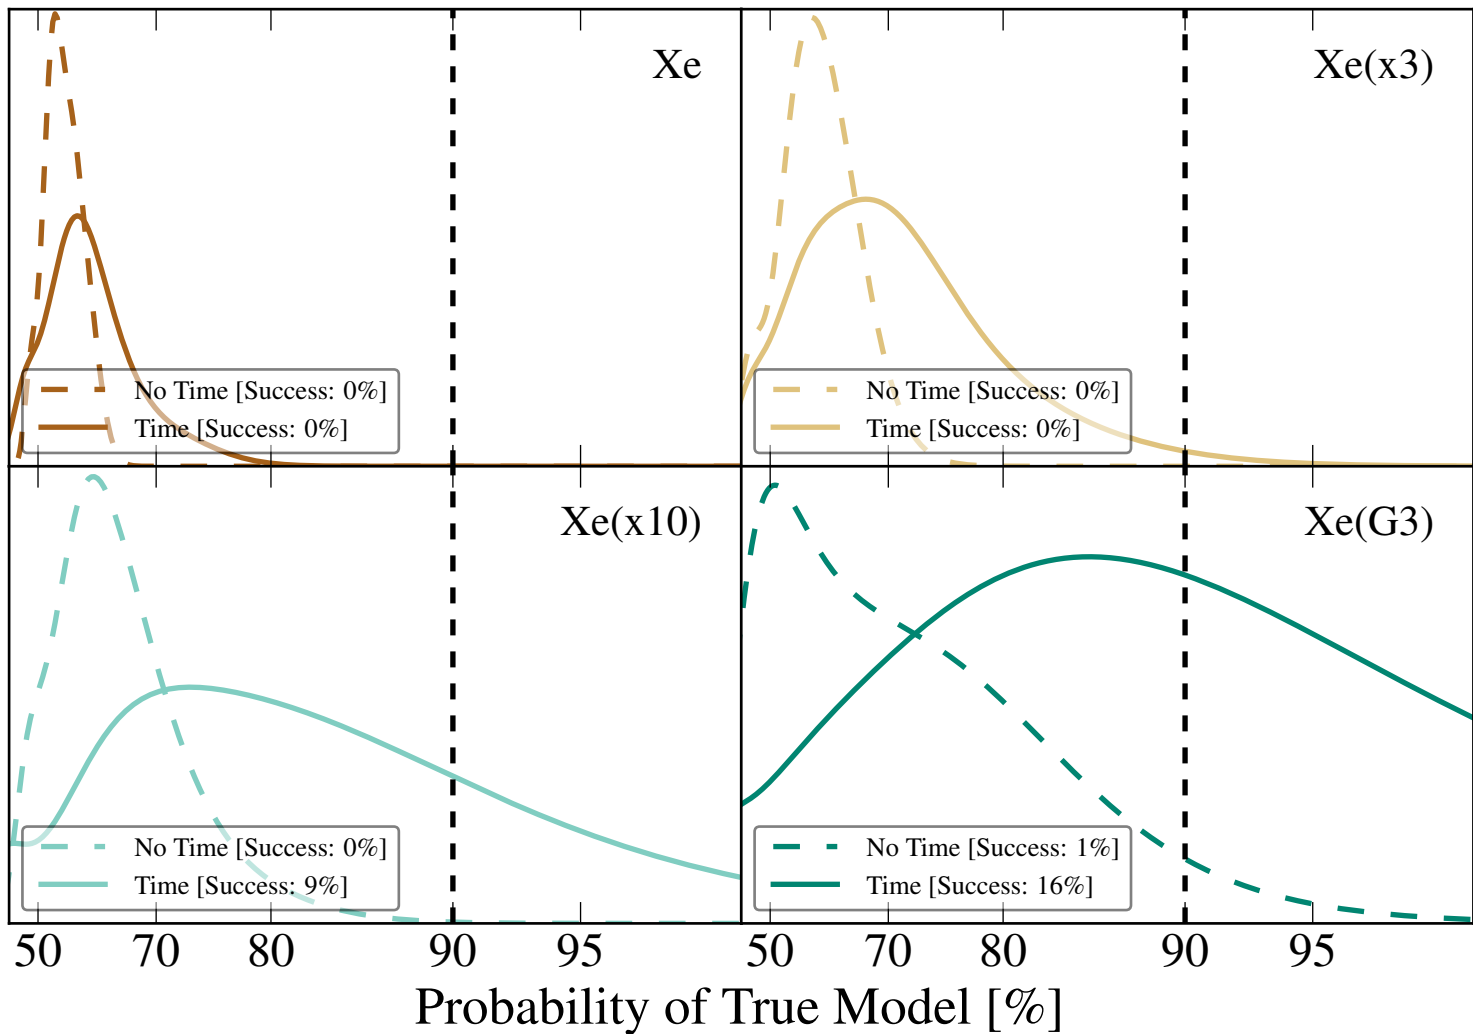 Xe
No Time [Success: 0%]
Time [Success: 0%]
Xe(x3)
No Time [Success: 0%]
Time [Success: 0%]
Xe(x10)
No Time [Success: 0%]
Time [Success: 9%]
Xe(G3)
No Time [Success: 1%]
Time [Success: 16%]
50 70 80 90 95 50 70 80 90 95
Probability of True Model [%]